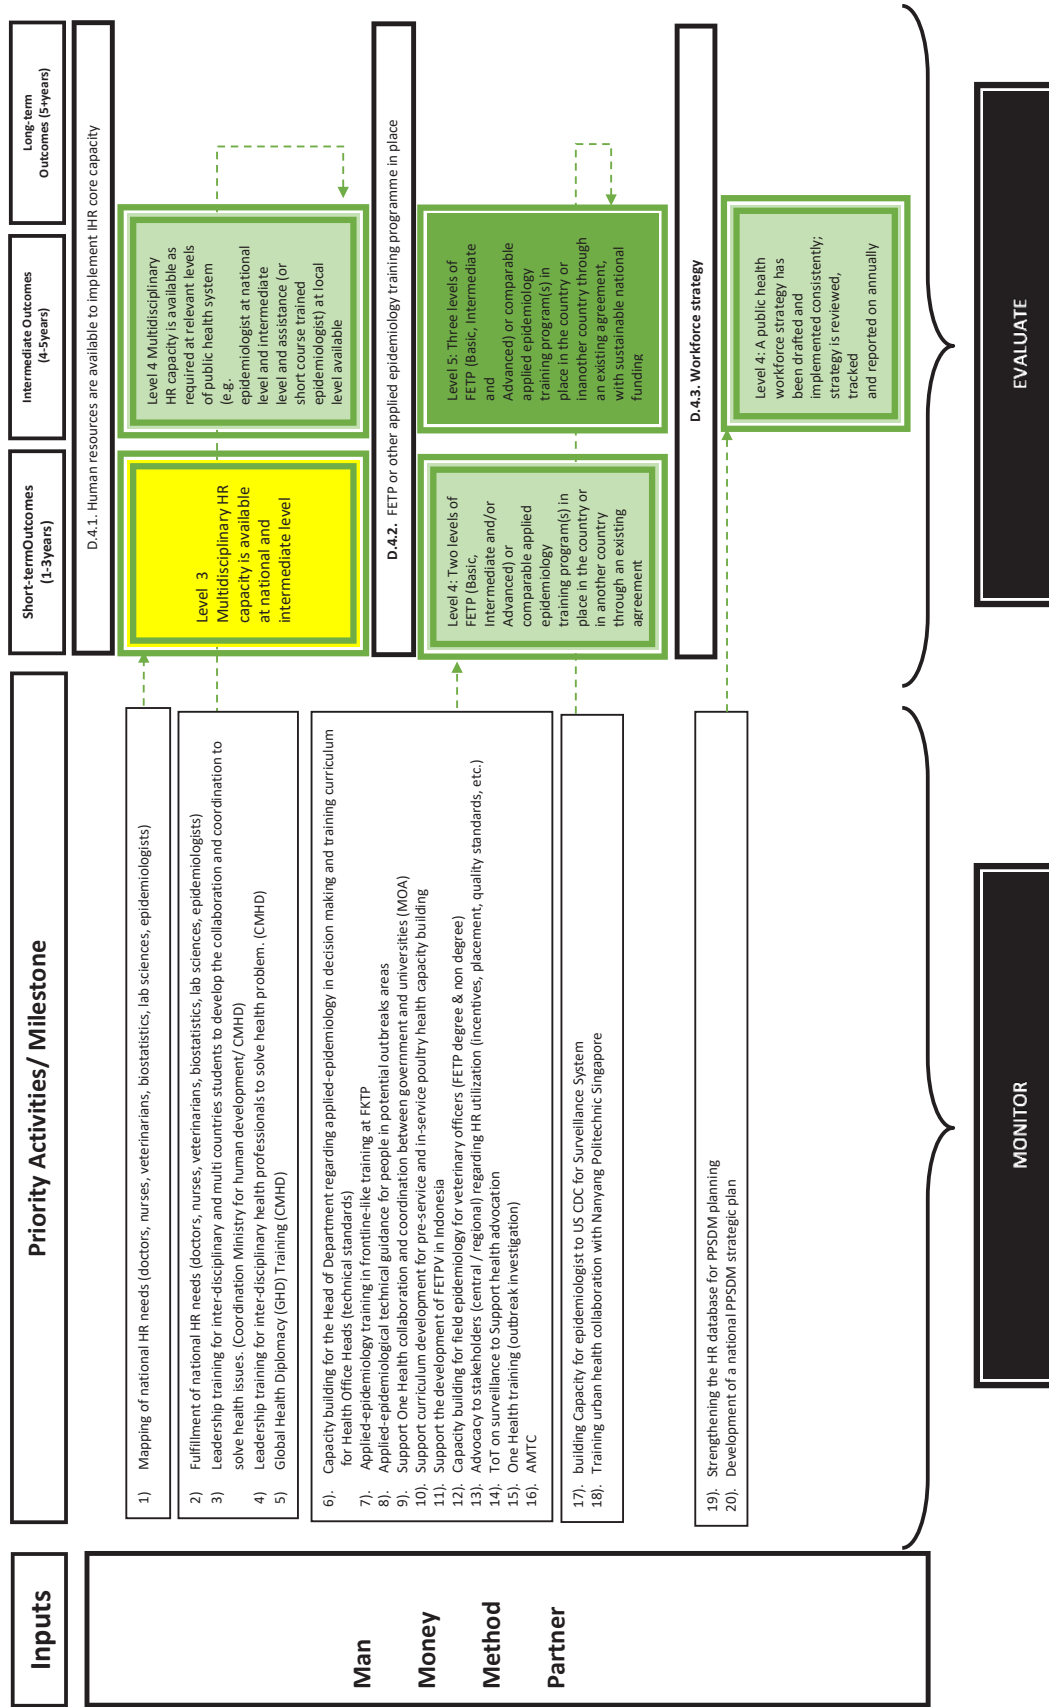 Inputs
Priority Activities/ Milestone
Short-termOutcomes
(1-3years)
Intermediate Outcomes
(4-5years)
Long-term
Outcomes (5+years)
Man
Money
Method
Partner
1) Mapping of national HR needs (doctors, nurses, veterinarians, biostatistics, lab sciences, epidemiologists)
2) Fulfillment of national HR needs (doctors, nurses, veterinarians, biostatistics, lab sciences, epidemiologists)
3) Leadership training for inter-disciplinary and multi countries students to develop the collaboration and coordination to
solve health issues. (Coordination Ministry for human development/ CMHD)
4) Leadership training for inter-disciplinary health professionals to solve health problem. (CMHD)
5) Global Health Diplomacy (GHD) Training (CMHD)
6). Capacity building for the Head of Department regarding applied-epidemiology in decision making and training curriculum
for Health Office Heads (technical standards)
7). Applied-epidemiology training in frontline-like training at FKTP
8). Applied-epidemiological technical guidance for people in potential outbreaks areas
9). Support One Health collaboration and coordination between government and universities (MOA)
10). Support curriculum development for pre-service and in-service poultry health capacity building
11). Support the development of FETPV in Indonesia
12). Capacity building for field epidemiology for veterinary officers (FETP degree & non degree)
13). Advocacy to stakeholders (central / regional) regarding HR utilization (incentives, placement, quality standards, etc.)
14). ToT on surveillance to Support health advocation
15). One Health training (outbreak investigation)
16). AMTC
17). building Capacity for epidemiologist to US CDC for Surveillance System
18). Training urban health collaboration with Nanyang Politechnic Singapore
19). Strengthening the HR database for PPSDM planning
20). Development of a national PPSDM strategic plan
D.4.1. Human resources are available to implement IHR core capacity
Level 3
Multidisciplinary HR
capacity is available
at national and
intermediate level
Level 4 Multidisciplinary
HR capacity is available as
required at relevant levels
of public health system
(e.g.
epidemiologist at national
level and intermediate
level and assistance (or
short course trained
epidemiologist) at local
level available
D.4.2. FETP or other applied epidemiology training programme in place
Level 4: Two levels of
FETP (Basic,
Intermediate and/or
Advanced) or
comparable applied
epidemiology
training program(s) in
place in the country or
in another country
through an existing
agreement
Level 5: Three levels of
FETP (Basic, Intermediate
and
Advanced) or comparable
applied epidemiology
training program(s) in
place in the country or
inanother country through
an existing agreement,
with sustainable national
funding
D.4.3. Workforce strategy
Level 4: A public health
workforce strategy has
been drafted and
implemented consistently;
strategy is reviewed,
tracked
and reported on annually
MONITOR
EVALUATE